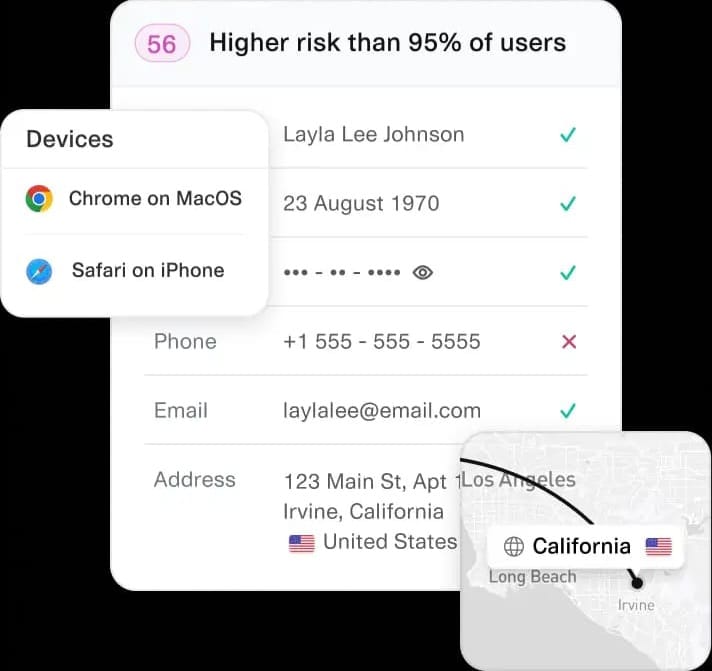 56 Higher risk than 95% of users
Devices
Chrome on MacOS
Safari on iPhone
Layla Lee Johnson
23 August 1970
••• - •• - ••••
Phone +1 555 - 555 - 5555
Email laylalee@email.com
Address 123 Main St, Apt
Irvine, California
United States
Los Angeles
California
Long Beach
Irvine